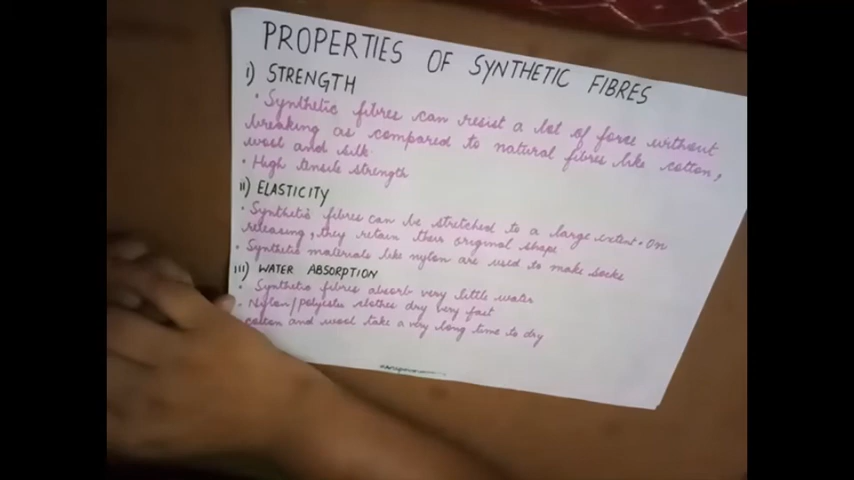 PROPERTIES OF SYNTHETIC FIBRES
i) STRENGTH
• Synthetic fibres can resist a lot of force without
breaking as compared to natural fibres like cotton,
wool and silk.
• High tensile strength
ii) ELASTICITY
• Synthetic fibres can be stretched to a large extent. On
releasing, they retain their original shape
• Synthetic materials like nylon are used to make socks
iii) WATER ABSORPTION
• Synthetic fibres absorb very little water
• Nylon/polyester clothes dry very fast
cotton and wool take a very long time to dry